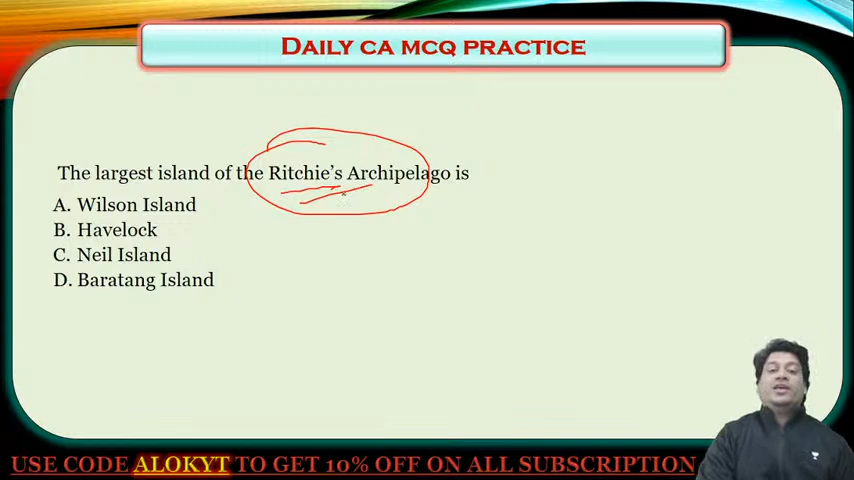 DAILY CA MCQ PRACTICE
The largest island of the Ritchie's Archipelago is
A. Wilson Island
B. Havelock
C. Neil Island
D. Baratang Island
USE CODE ALOKYT TO GET 10% OFF ON ALL SUBSCRIPTION